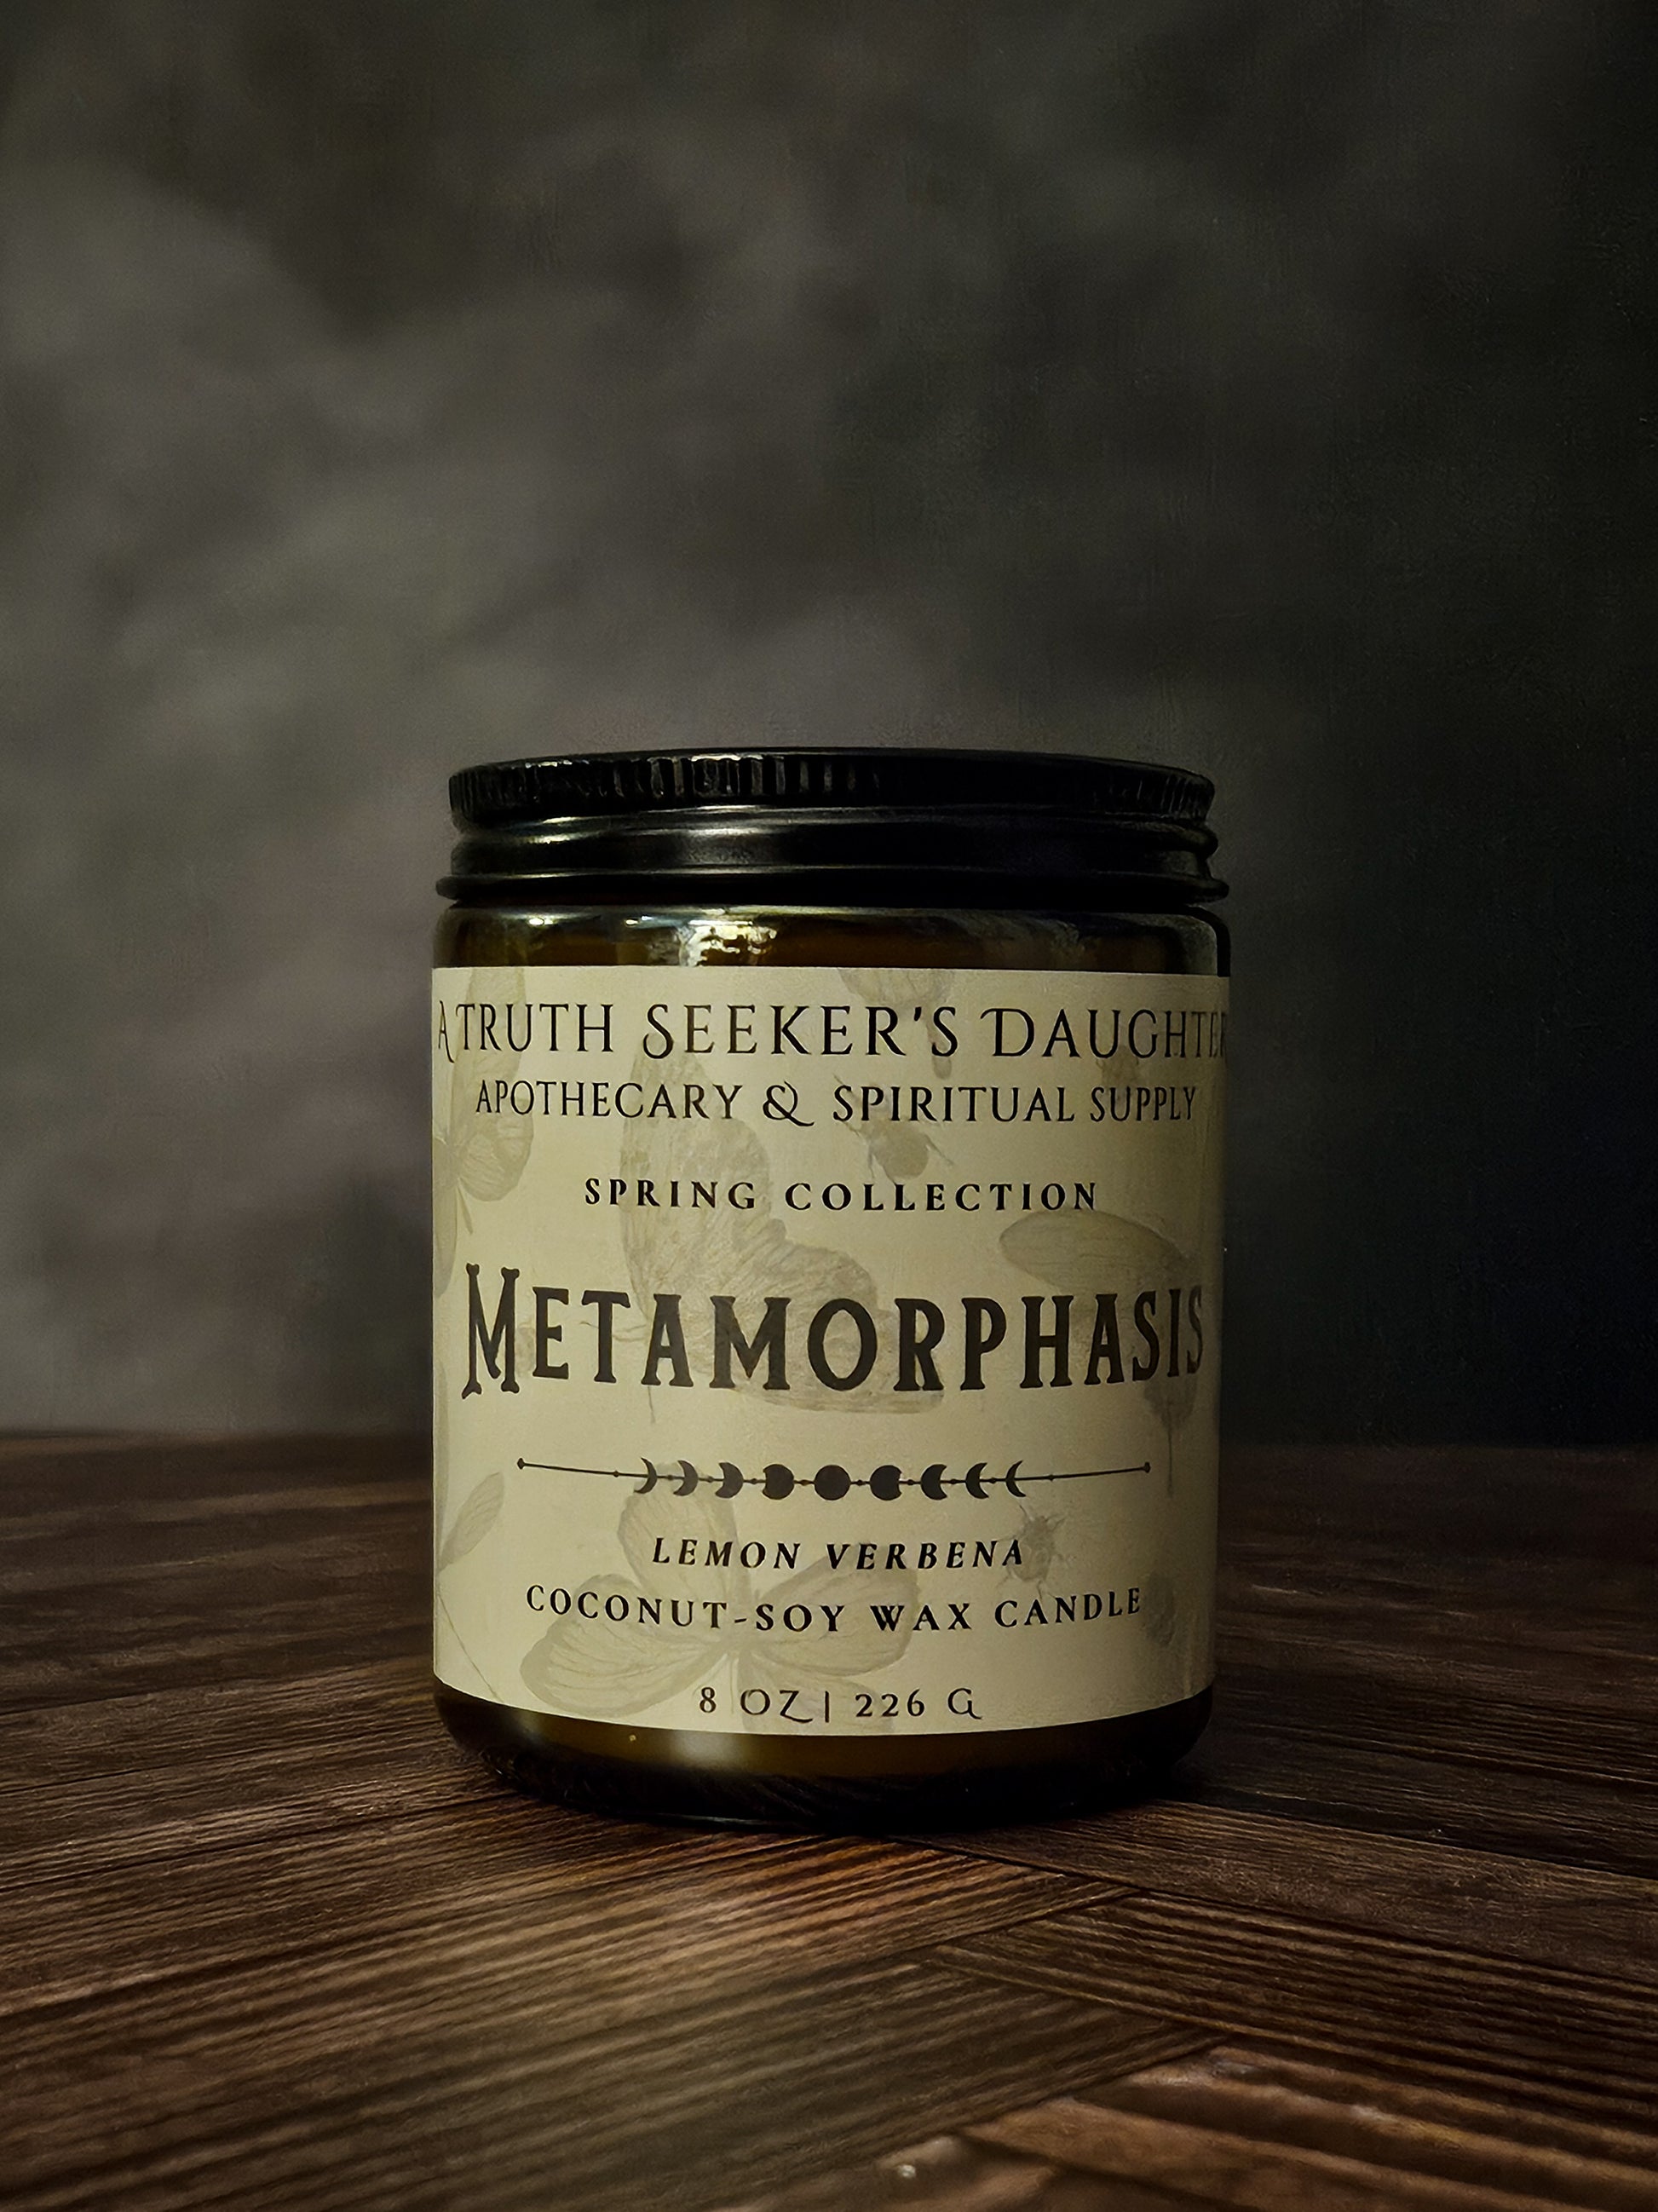 A TRUTH SEEKER'S DAUGHTER
APOTHECARY & SPIRITUAL SUPPLY
SPRING COLLECTION
METAMORPHASIS
LEMON VERBENA
COCONUT-SOY WAX CANDLE
8 OZ | 226 G